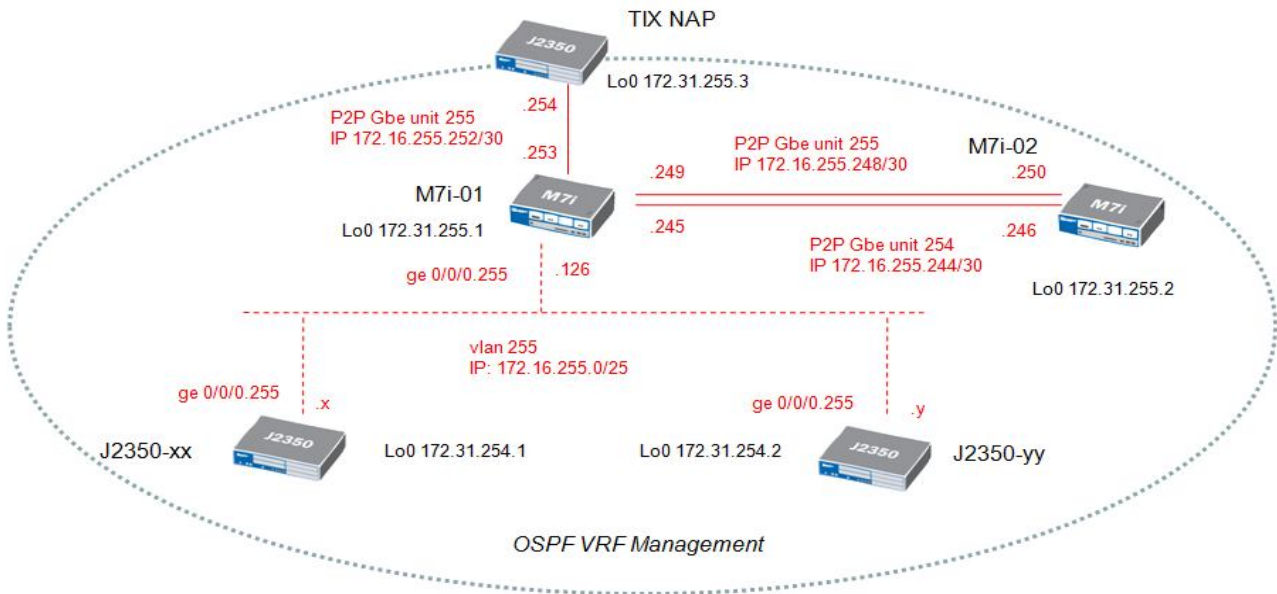 TIX NAP
J2350
Lo0 172.31.255.3
.254
P2P Gbe unit 255
IP 172.16.255.252/30
.253
P2P Gbe unit 255
IP 172.16.255.248/30
M7i-02
.249
.250
M7i-01
M7i
M7i
Lo0 172.31.255.1
.245
.246
P2P Gbe unit 254
IP 172.16.255.244/30
ge 0/0/0.255
.126
Lo0 172.31.255.2
vlan 255
IP: 172.16.255.0/25
ge 0/0/0.255
.x
ge 0/0/0.255
.y
J2350-xx
J2350
Lo0 172.31.254.1
Lo0 172.31.254.2
J2350
J2350-yy
OSPF VRF Management